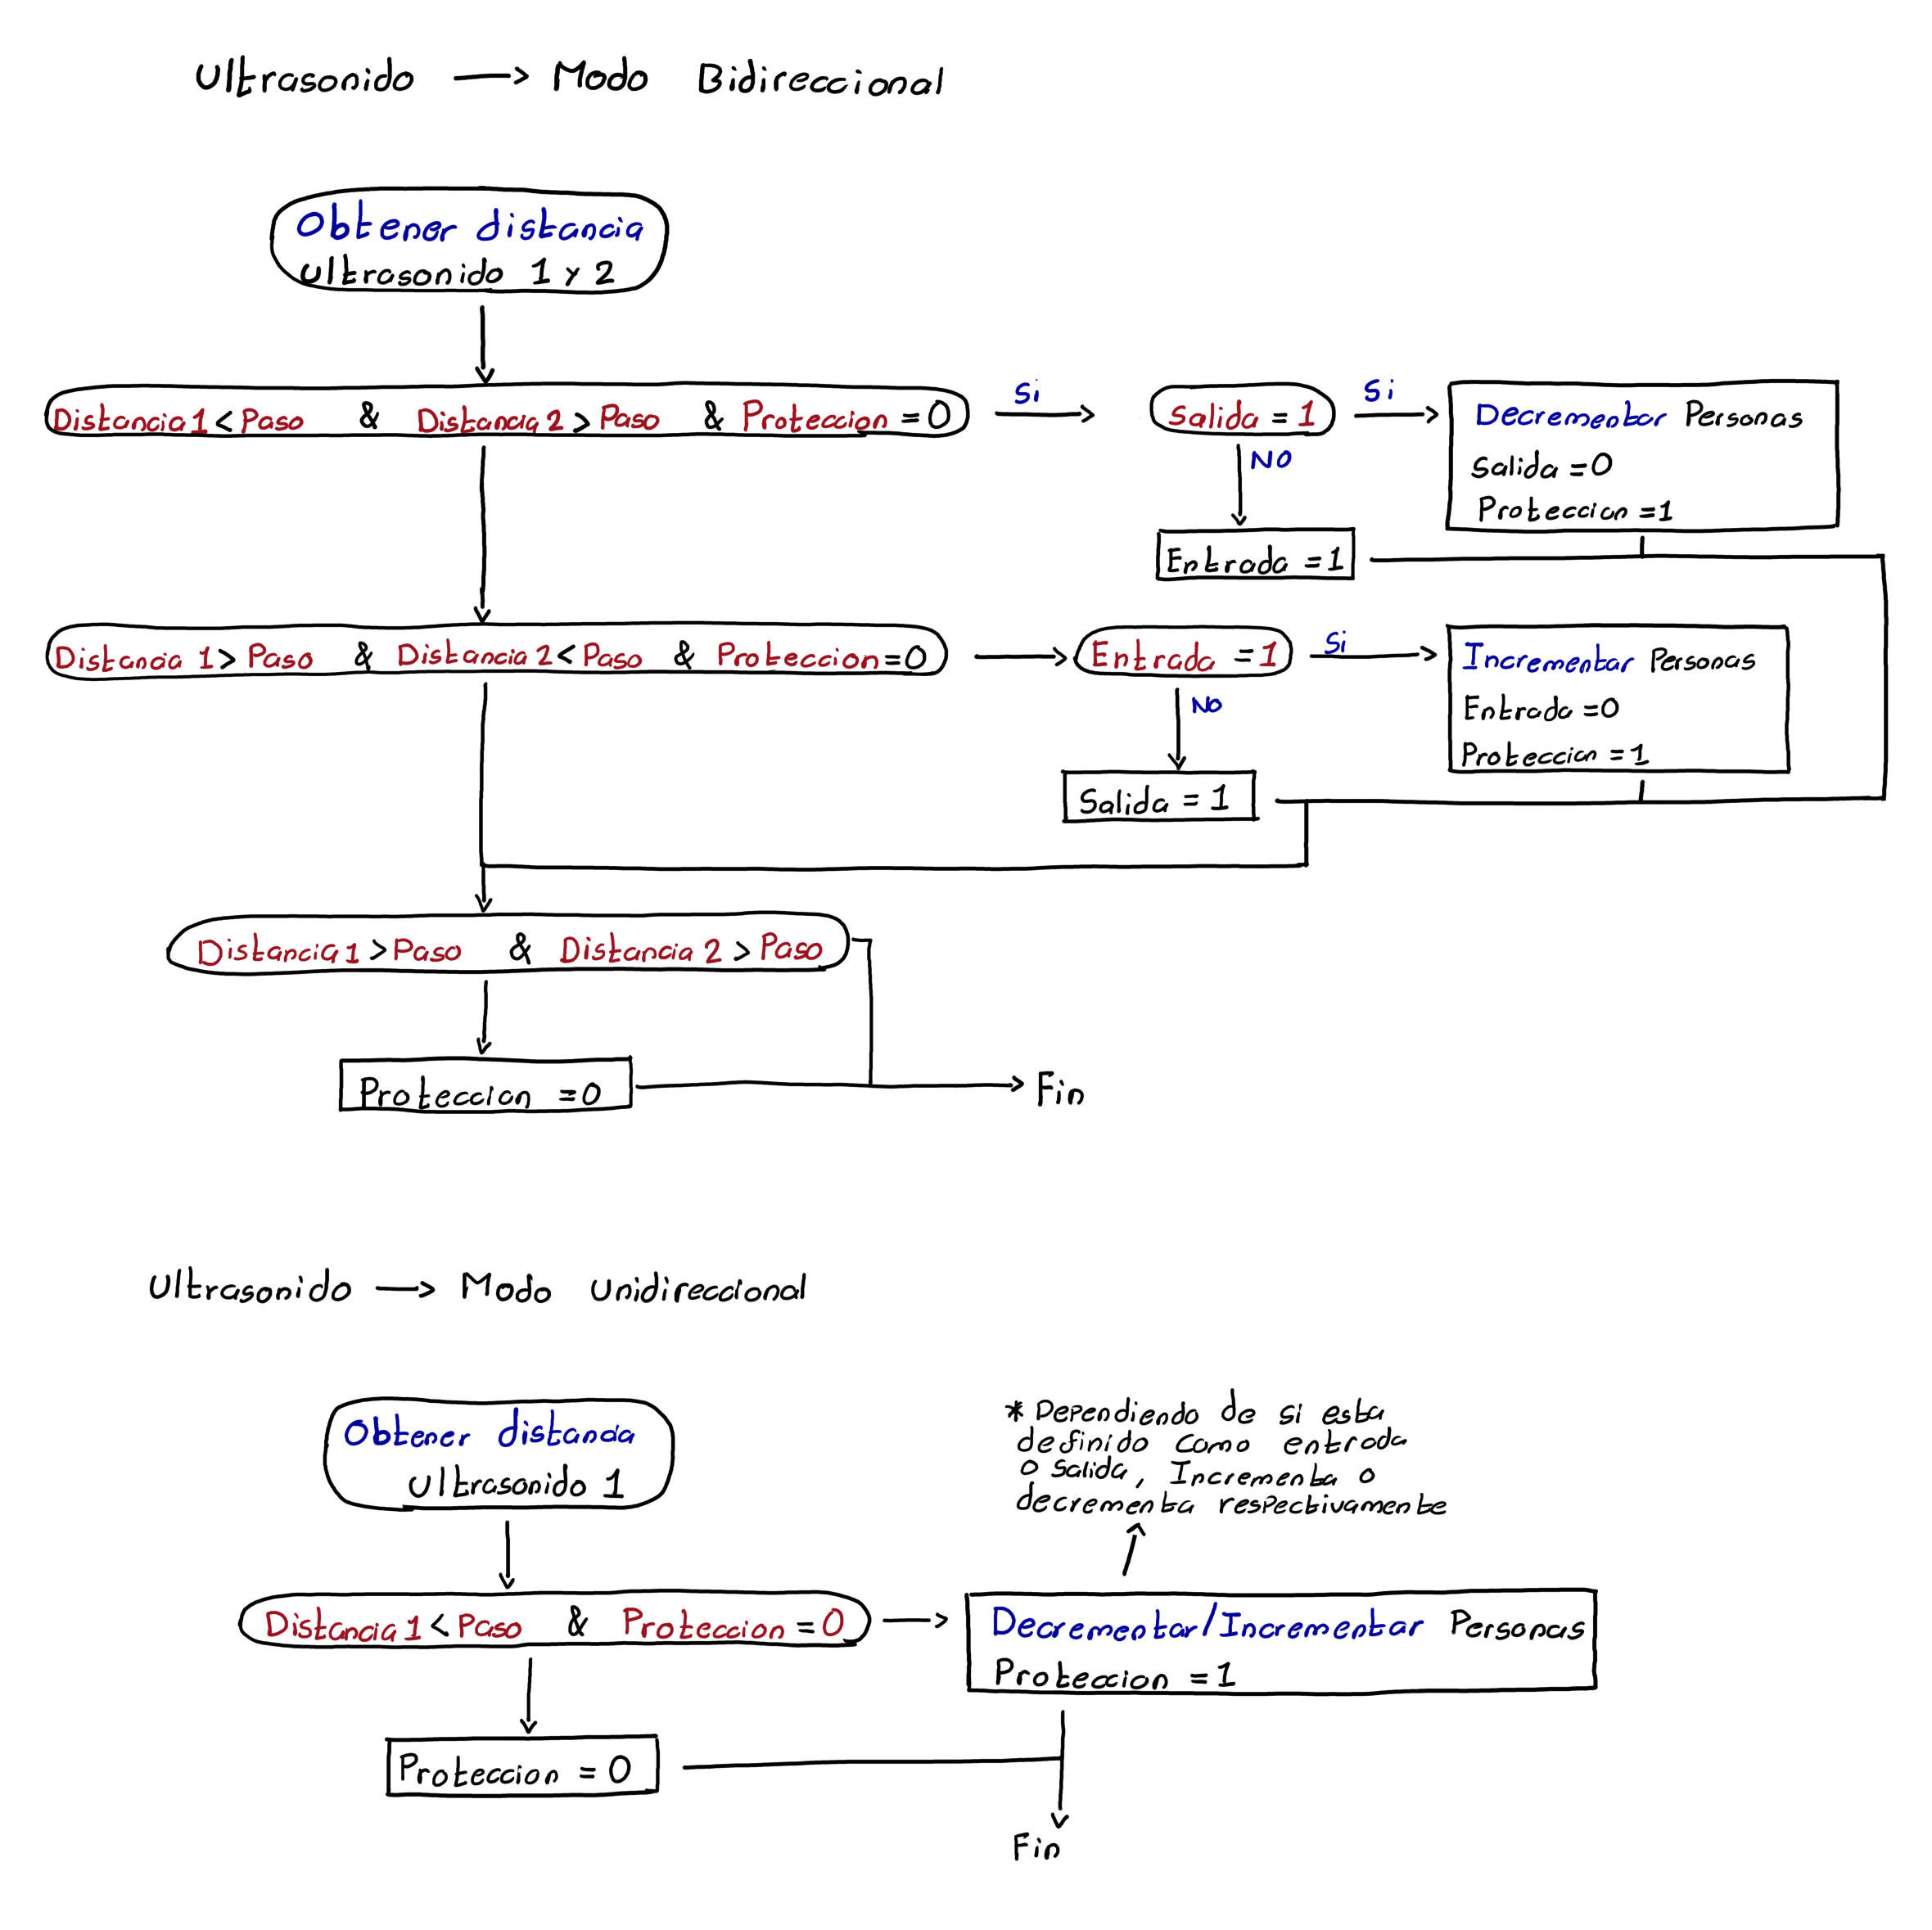 Ultrasonido → Modo Bidireccional
Obtener distancia
Ultrasonido 1 y 2
Distancia 1 < Paso & Distancia 2 > Paso & Proteccion = 0
Si
Salida = 1
Si
Decrementar Personas
Salida = 0
Proteccion = 1
NO
Entrada = 1
Distancia 1 > Paso & Distancia 2 < Paso & Proteccion = 0
Entrada = 1
Si
Incrementar Personas
Entrada = 0
Proteccion = 1
NO
Salida = 1
Distancia 1 > Paso & Distancia 2 > Paso
Proteccion = 0
Fin
Ultrasonido → Modo Unidireccional
Obtener distancia
Ultrasonido 1
* Dependiendo de si esta
definido como entrada
o salida, Incrementa o
decrementa respectivamente
Distancia 1 < Paso & Proteccion = 0
Decrementar/Incrementar Personas
Proteccion = 1
Proteccion = 0
Fin